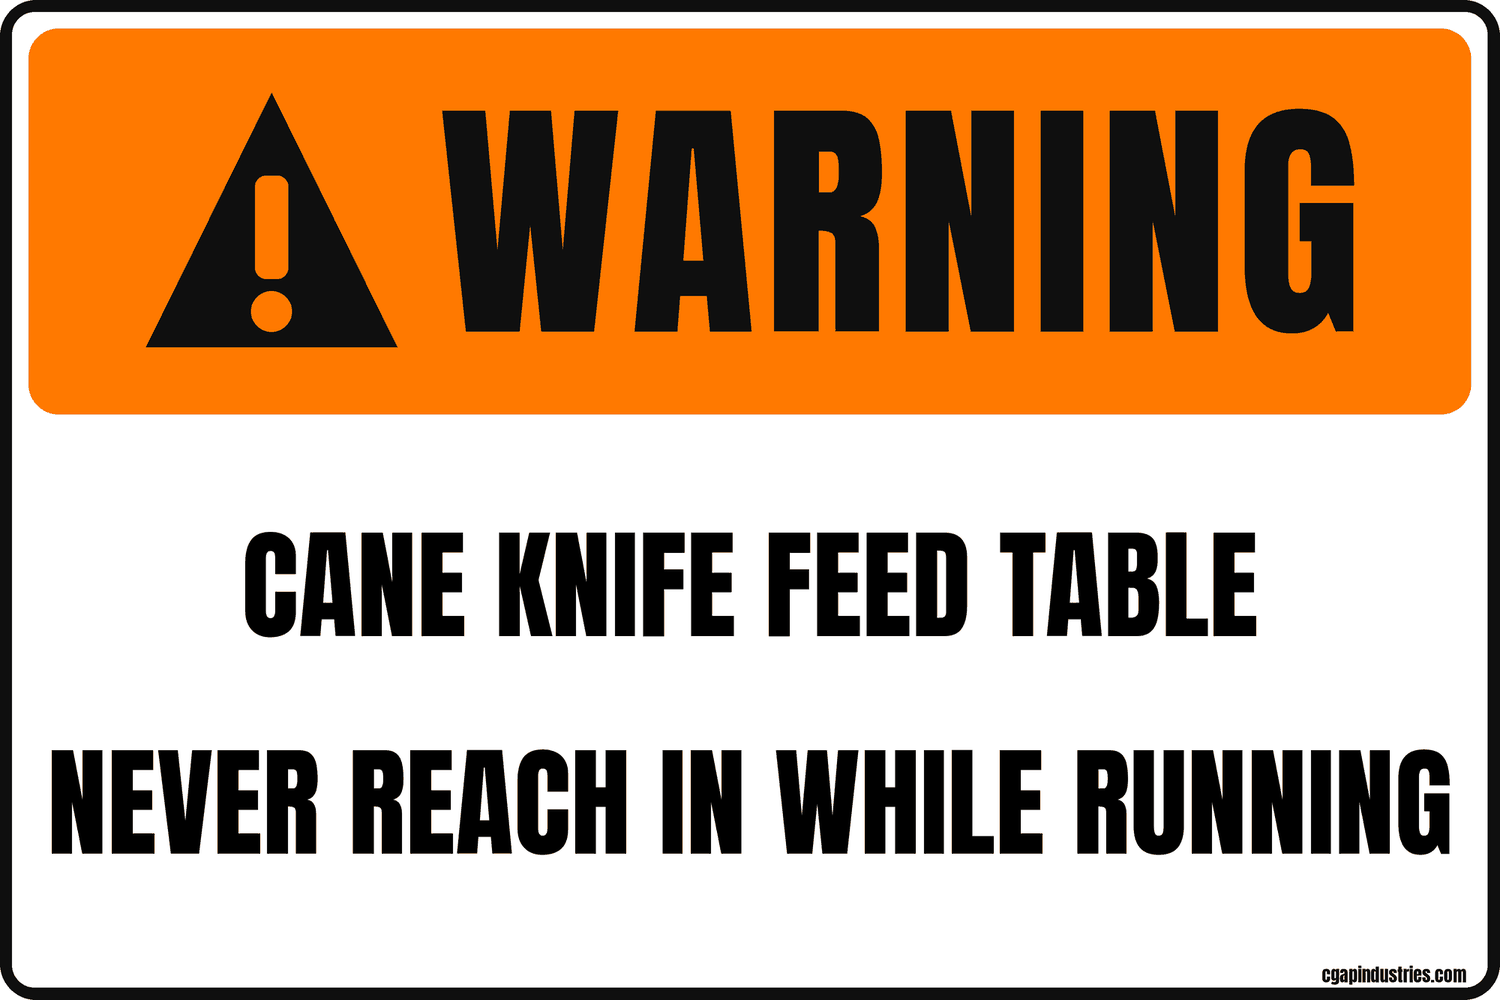 WARNING
CANE KNIFE FEED TABLE
NEVER REACH IN WHILE RUNNING
cgapindustries.com